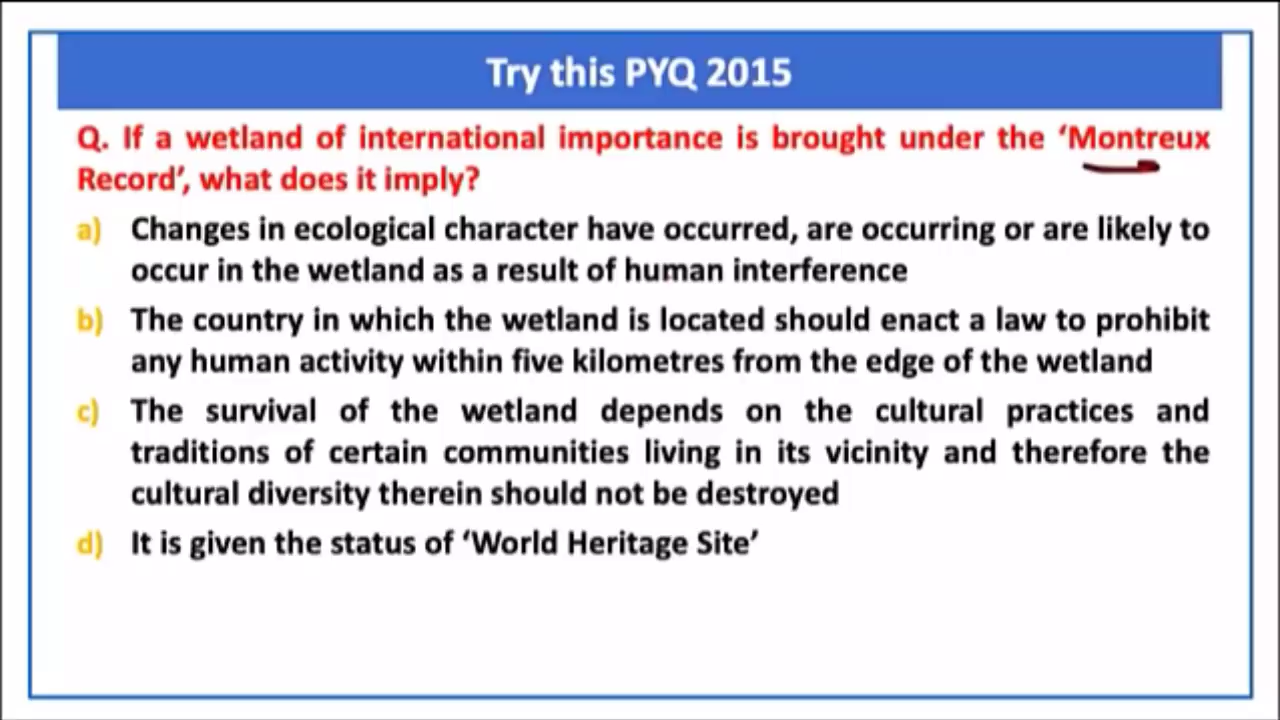 Try this PYQ 2015
Q. If a wetland of international importance is brought under the ‘Montreux
Record’, what does it imply?
a) Changes in ecological character have occurred, are occurring or are likely to
occur in the wetland as a result of human interference
b) The country in which the wetland is located should enact a law to prohibit
any human activity within five kilometres from the edge of the wetland
c) The survival of the wetland depends on the cultural practices and
traditions of certain communities living in its vicinity and therefore the
cultural diversity therein should not be destroyed
d) It is given the status of ‘World Heritage Site’